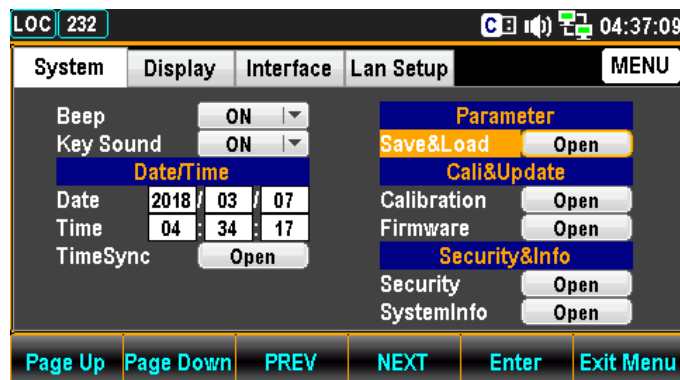 LOC 232 C 04:37:09
System Display Interface Lan Setup MENU
Beep ON
Key Sound ON
Date/Time
Date 2018 / 03 / 07
Time 04 : 34 : 17
TimeSync Open
Parameter
Save&Load Open
Cali&Update
Calibration Open
Firmware Open
Security&Info
Security Open
SystemInfo Open
Page Up Page Down PREV NEXT Enter Exit Menu